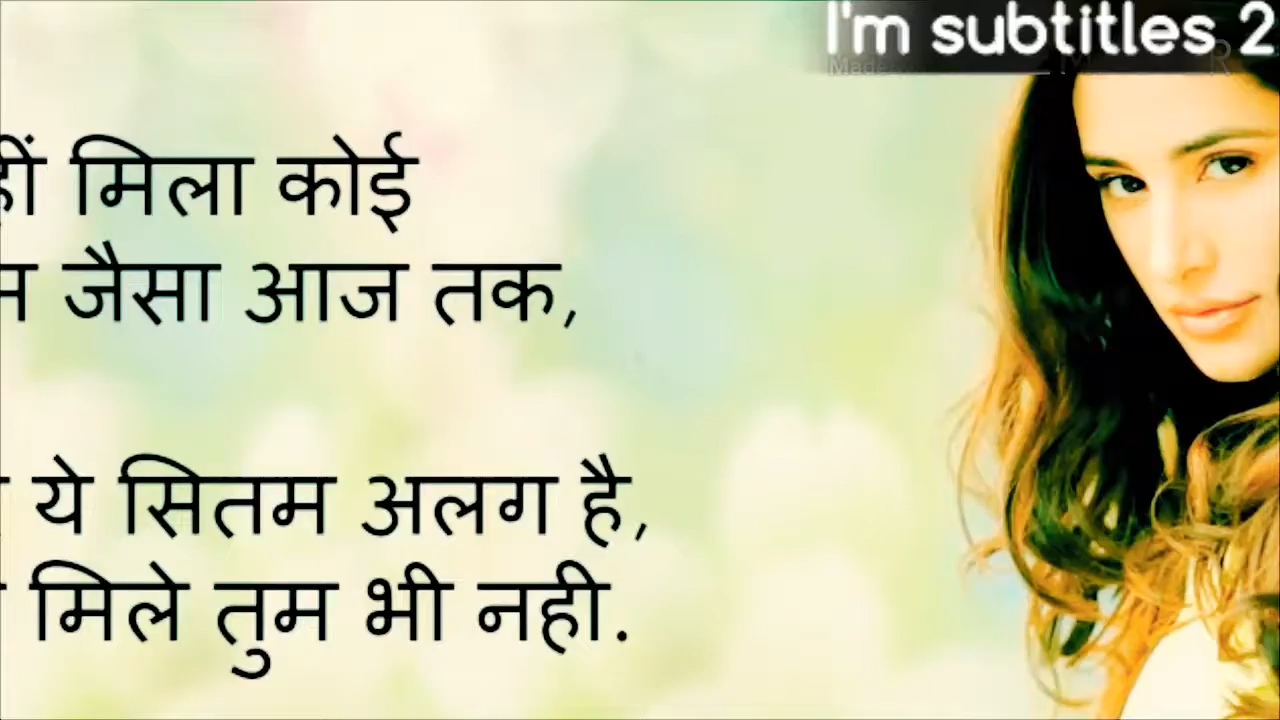 I'm subtitles 2
मिला कोई
जैसा आज तक,
ये सितम अलग है,
मिले तुम भी नही.